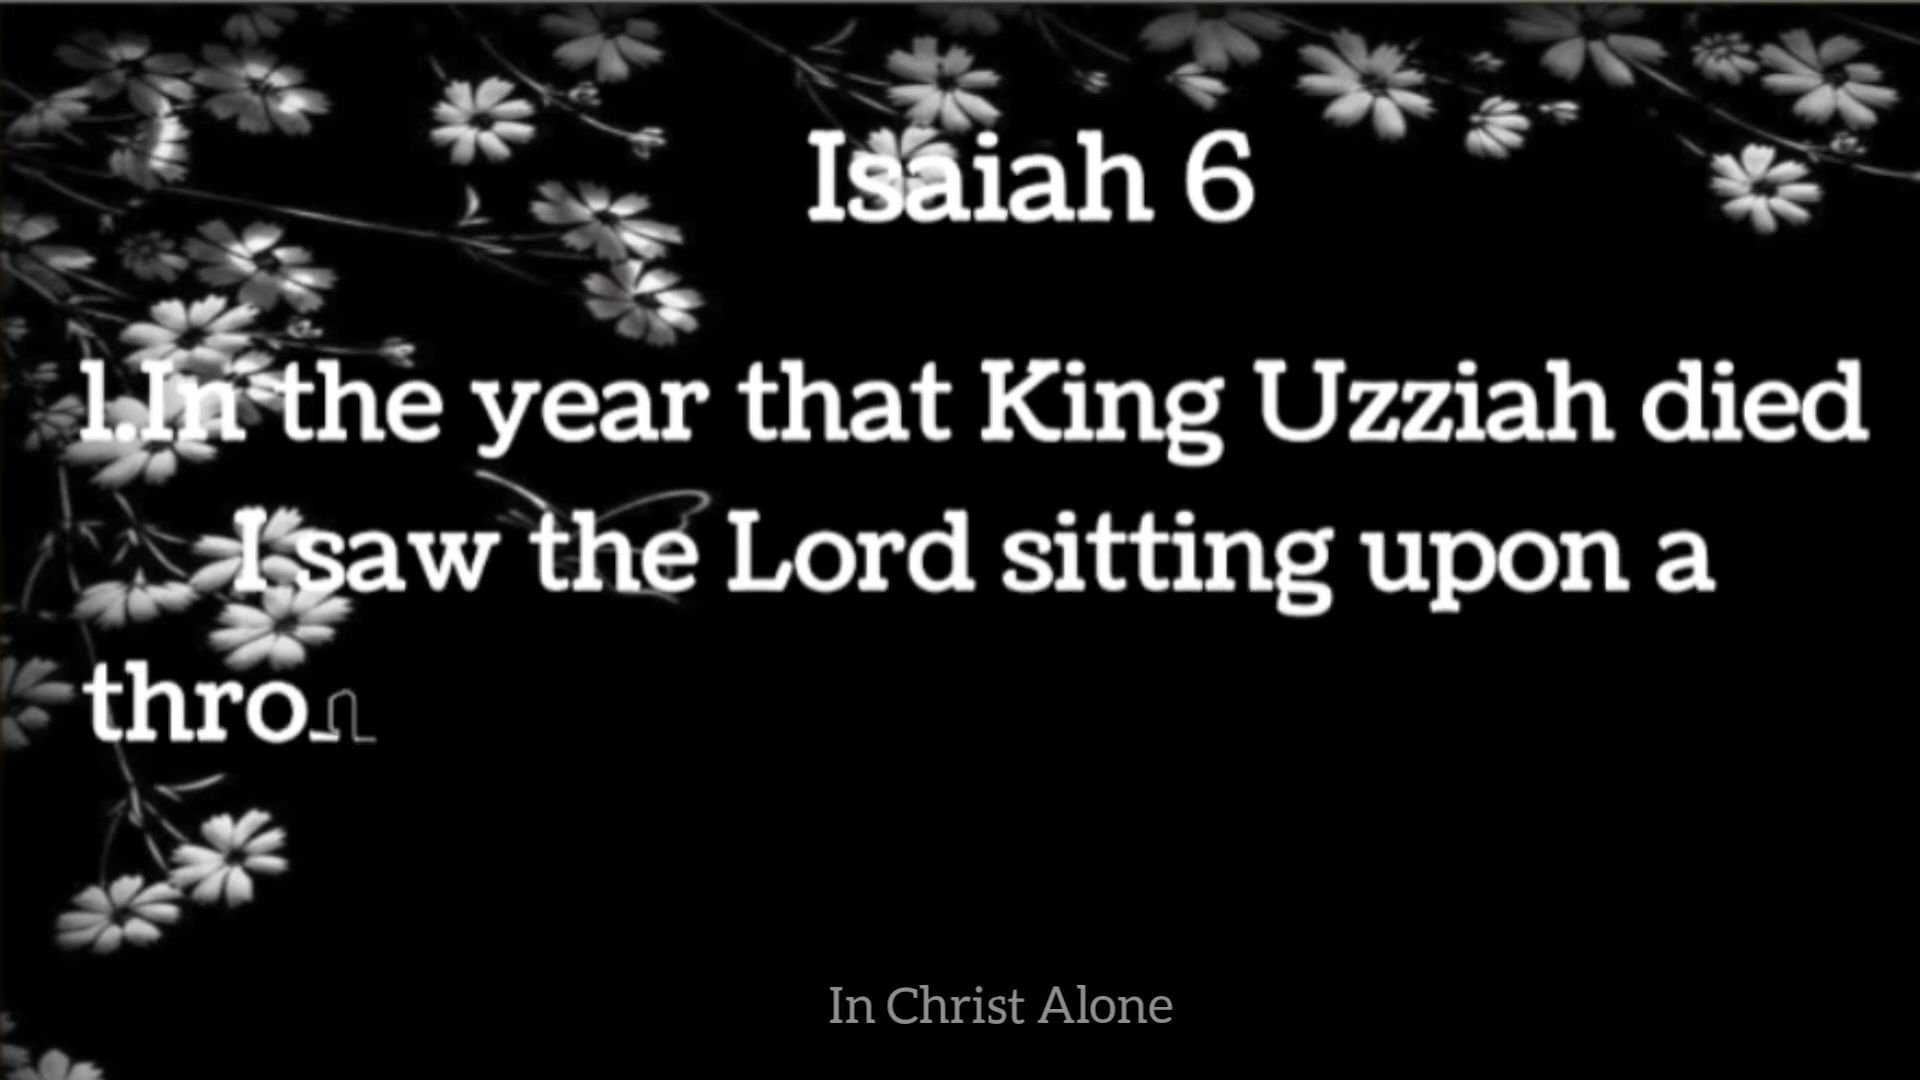 Isaiah 6
1.In the year that King Uzziah died
I saw the Lord sitting upon a
thron
In Christ Alone